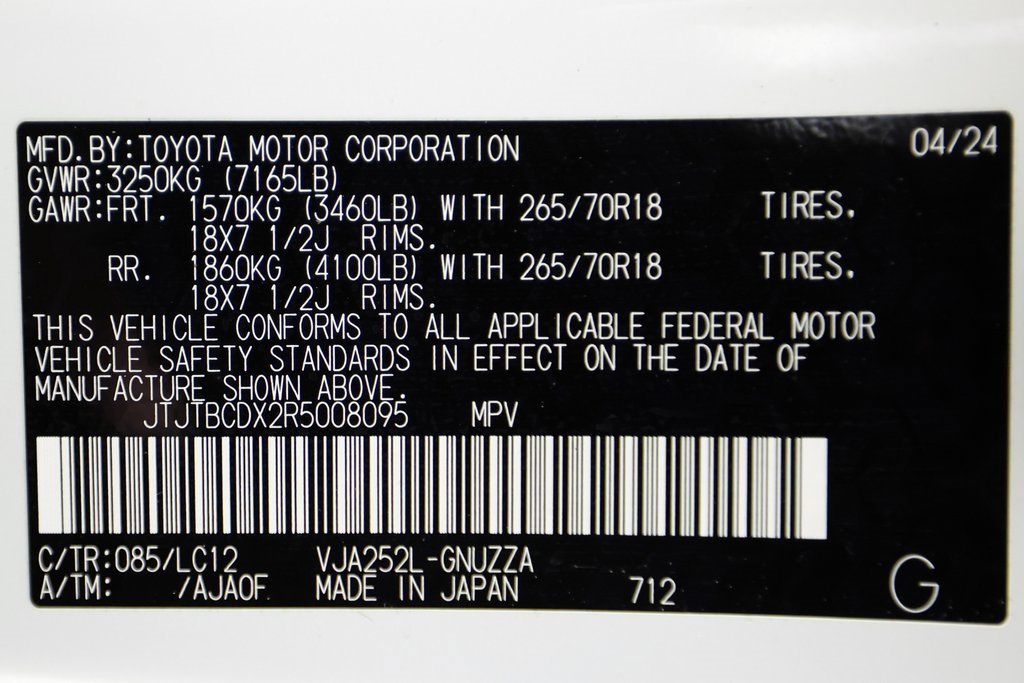 MFD.BY:TOYOTA MOTOR CORPORATION 04/24
GVWR:3250KG (7165LB)
GAWR:FRT. 1570KG (3460LB) WITH 265/70R18 TIRES.
18X7 1/2J RIMS.
RR. 1860KG (4100LB) WITH 265/70R18 TIRES.
18X7 1/2J RIMS.
THIS VEHICLE CONFORMS TO ALL APPLICABLE FEDERAL MOTOR
VEHICLE SAFETY STANDARDS IN EFFECT ON THE DATE OF
MANUFACTURE SHOWN ABOVE.
JTJTBCDX2R5008095 MPV
C/TR:085/LC12 VJA252L-GNUZZA
A/TM: /AJA0F MADE IN JAPAN 712 G